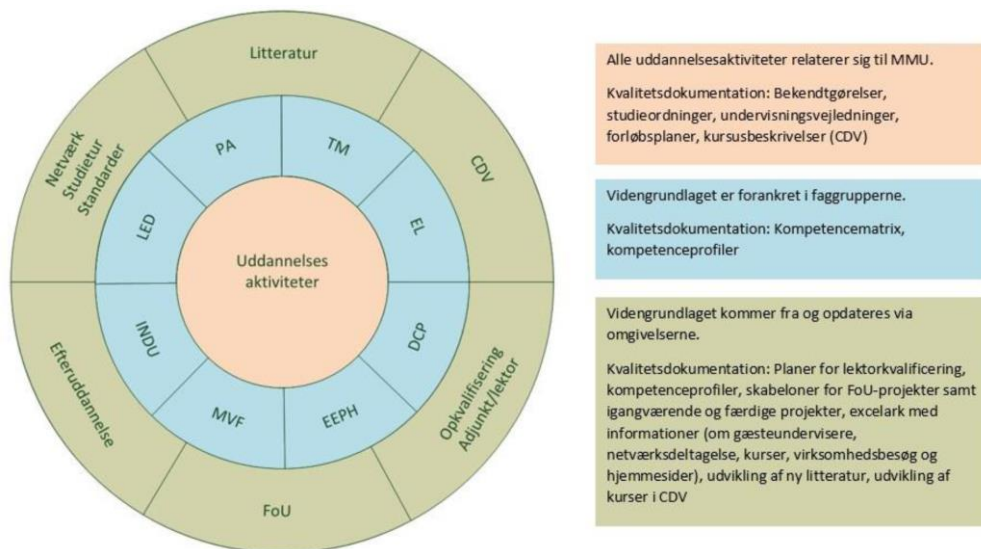 Litteratur
CDV
Opkvalifisering
Adjunkt/lektor
FoU
Efteruddannelse
Netværk
Studietur
Standarder
PA
TM
EL
DCP
EEPH
MVF
INDU
LED
Uddannelses
aktiviteter
Alle uddannelsesaktiviteter relaterer sig til MMU.
Kvalitetsdokumentation: Bekendtgørelser,
studieordninger, undervisningsvejledninger,
forløbsplaner, kursusbeskrivelser (CDV)
Videngrundlaget er forankret i faggrupperne.
Kvalitetsdokumentation: Kompetencematrix,
kompetenceprofiler
Videngrundlaget kommer fra og opdateres via
omgivelserne.
Kvalitetsdokumentation: Planer for lektorkvalificering,
kompetenceprofiler, skabeloner for FoU-projekter samt
igangværende og færdige projekter, excelark med
informationer (om gæsteundervisere,
netværksdeltagelse, kurser, virksomhedsbesøg og
hjemmesider), udvikling af ny litteratur, udvikling af
kurser i CDV